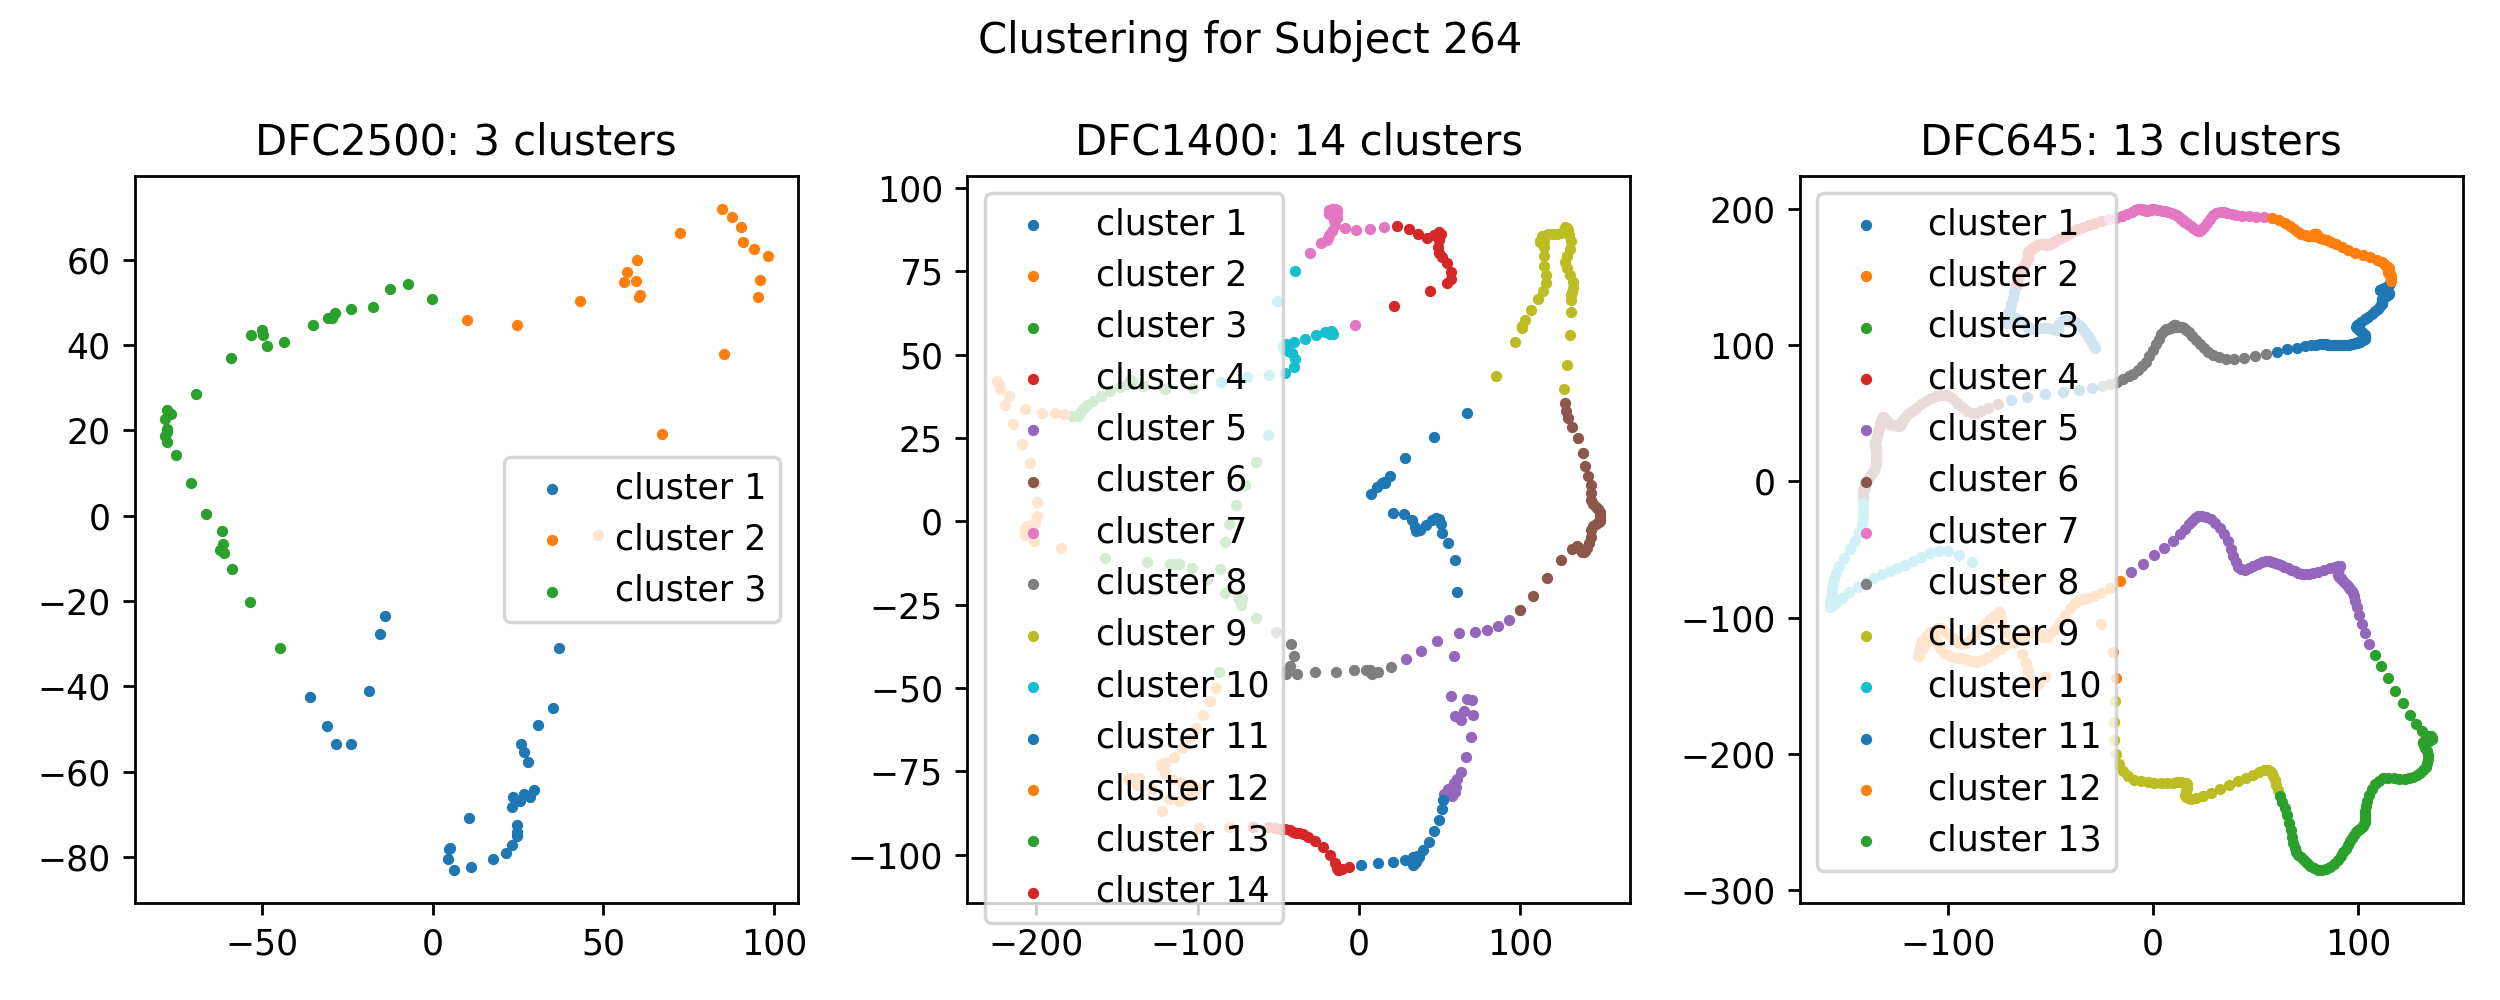 Clustering for Subject 264
DFC2500: 3 clusters
60
40
20
0
−20
−40
−60
−80
−50
0
50
100
cluster 1
cluster 2
cluster 3
DFC1400: 14 clusters
100
75
50
25
0
−25
−50
−75
−100
−200
−100
0
100
cluster 1
cluster 2
cluster 3
cluster 4
cluster 5
cluster 6
cluster 7
cluster 8
cluster 9
cluster 10
cluster 11
cluster 12
cluster 13
cluster 14
DFC645: 13 clusters
200
100
0
−100
−200
−300
−100
0
100
cluster 1
cluster 2
cluster 3
cluster 4
cluster 5
cluster 6
cluster 7
cluster 8
cluster 9
cluster 10
cluster 11
cluster 12
cluster 13